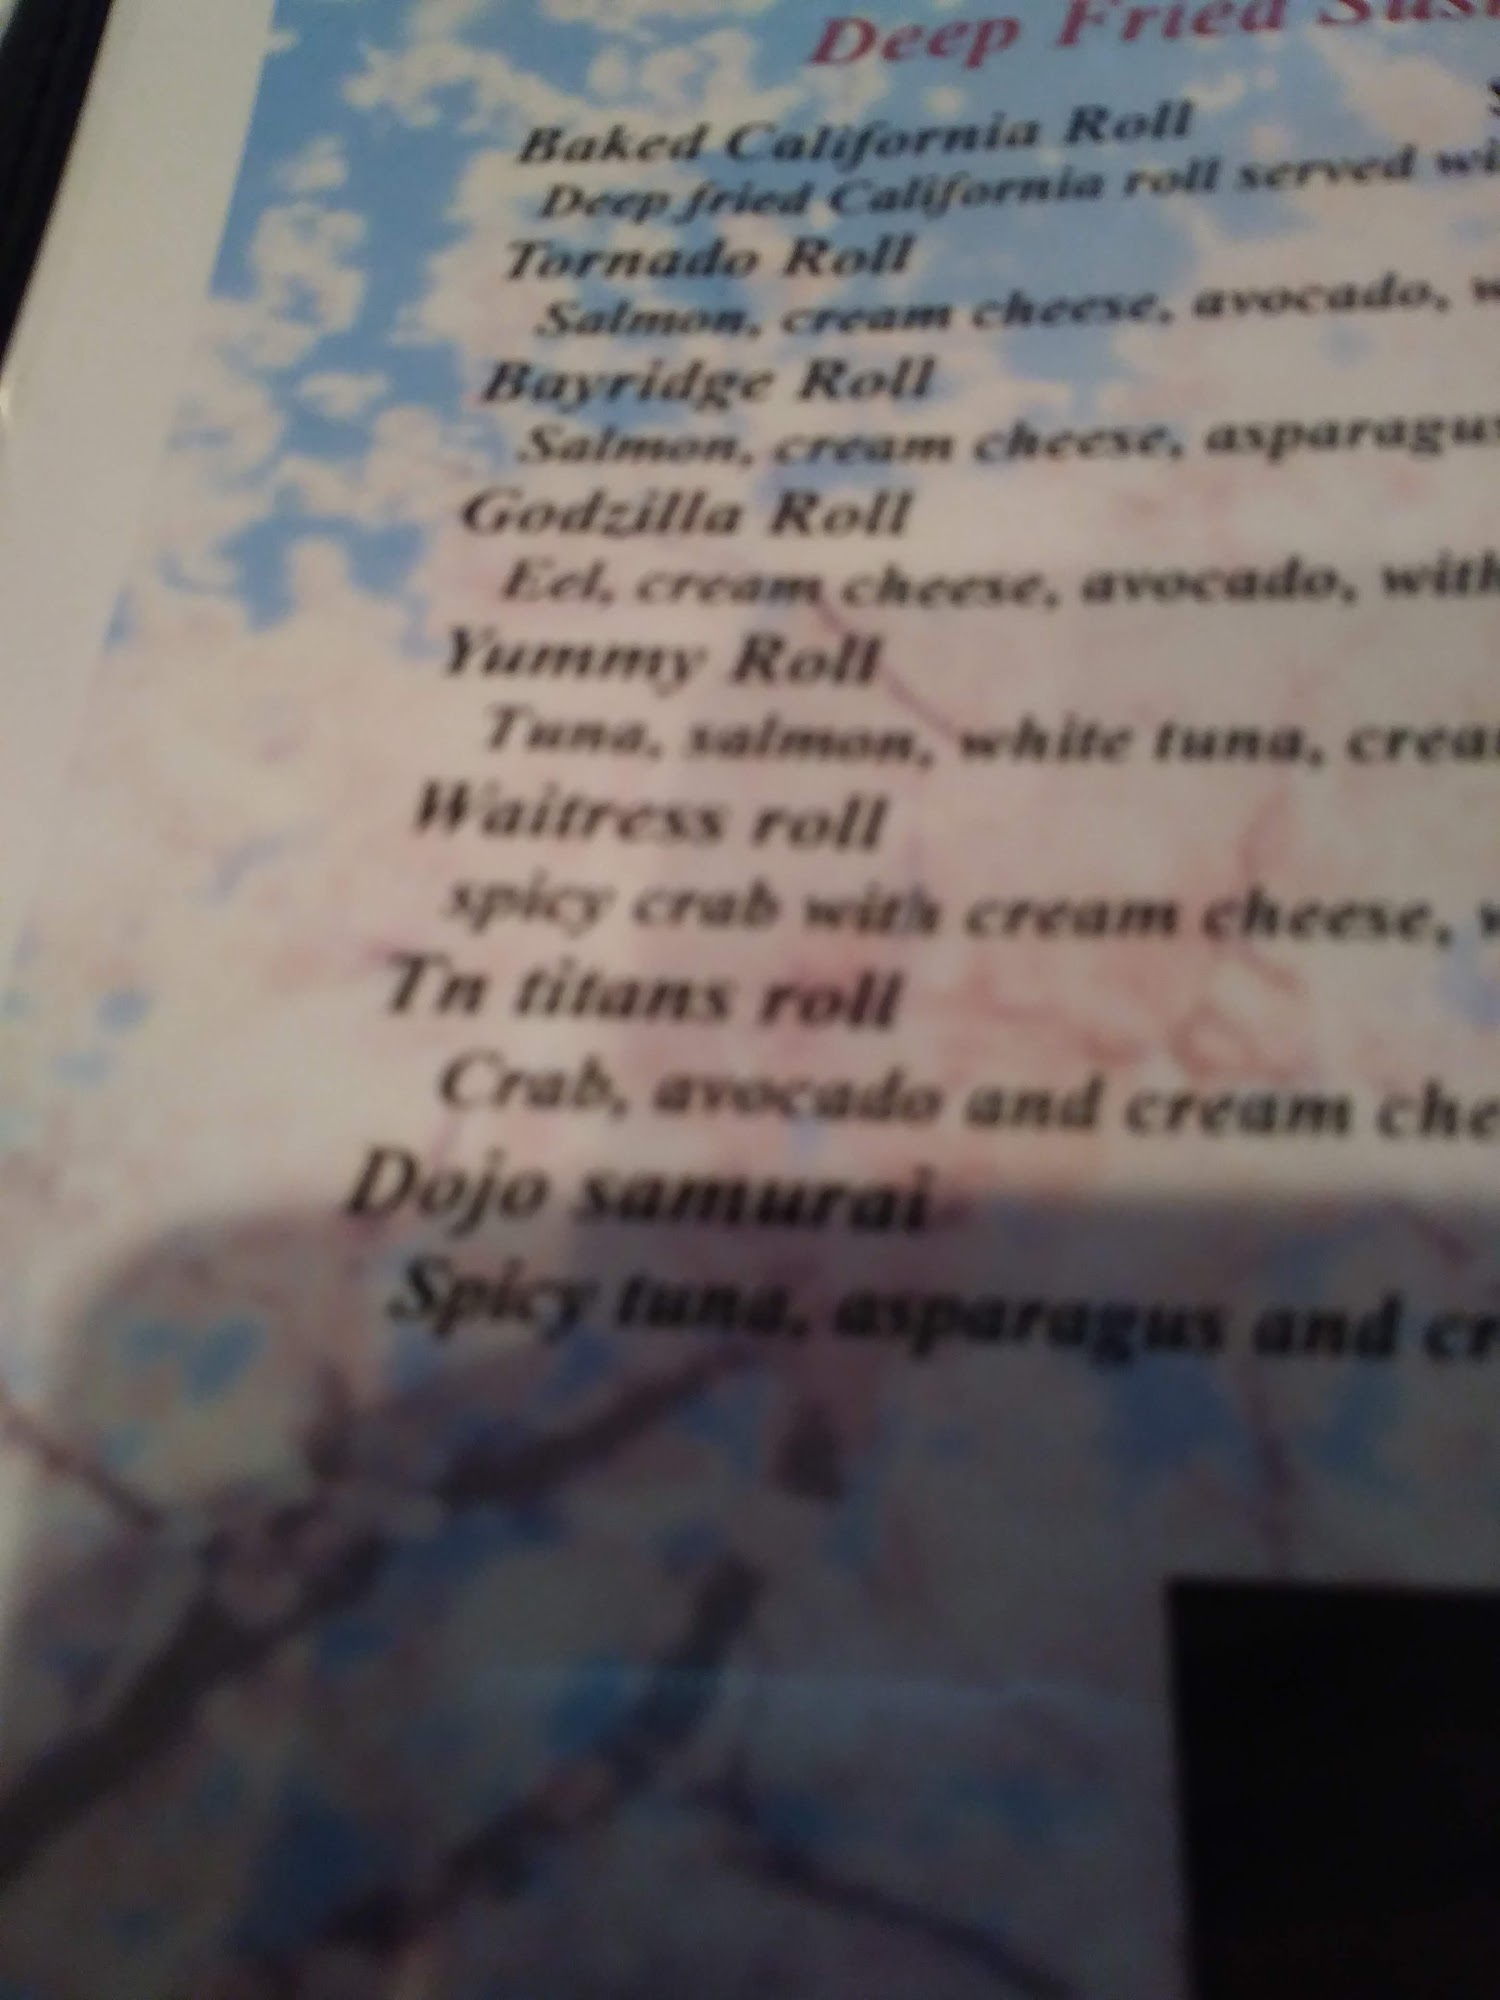 Deep Fried
Baked California Roll
Deep fried California roll served
Tornado Roll
Salmon, cream cheese, avocado,
Bayridge Roll
Salmon, cream cheese, asparagus
Godzilla Roll
Eel, cream cheese, avocado, with
Yummy Roll
Tuna, salmon, white tuna,
Waitress roll
spicy crab with cream cheese,
Tn titans roll
Crab, avocado and cream
Dojo samurai
Spicy tuna, asparagus and